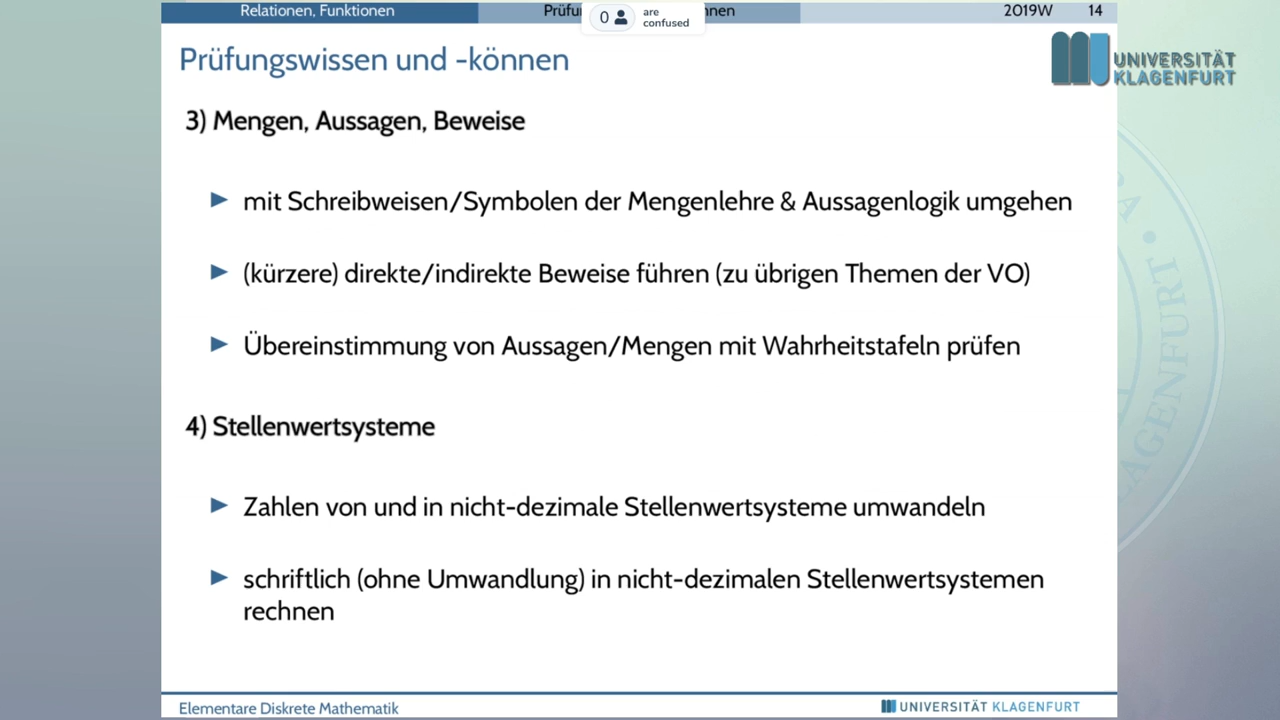 Relationen, Funktionen
2019W 14
0 are
confused
Prüfungswissen und -können
UNIVERSITÄT
KLAGENFURT
3) Mengen, Aussagen, Beweise
mit Schreibweisen/Symbolen der Mengenlehre & Aussagenlogik umgehen
(kürzere) direkte/indirekte Beweise führen (zu übrigen Themen der VO)
Übereinstimmung von Aussagen/Mengen mit Wahrheitstafeln prüfen
4) Stellenwertsysteme
Zahlen von und in nicht-dezimale Stellenwertsysteme umwandeln
schriftlich (ohne Umwandlung) in nicht-dezimalen Stellenwertsystemen
rechnen
Elementare Diskrete Mathematik
UNIVERSITÄT KLAGENFURT